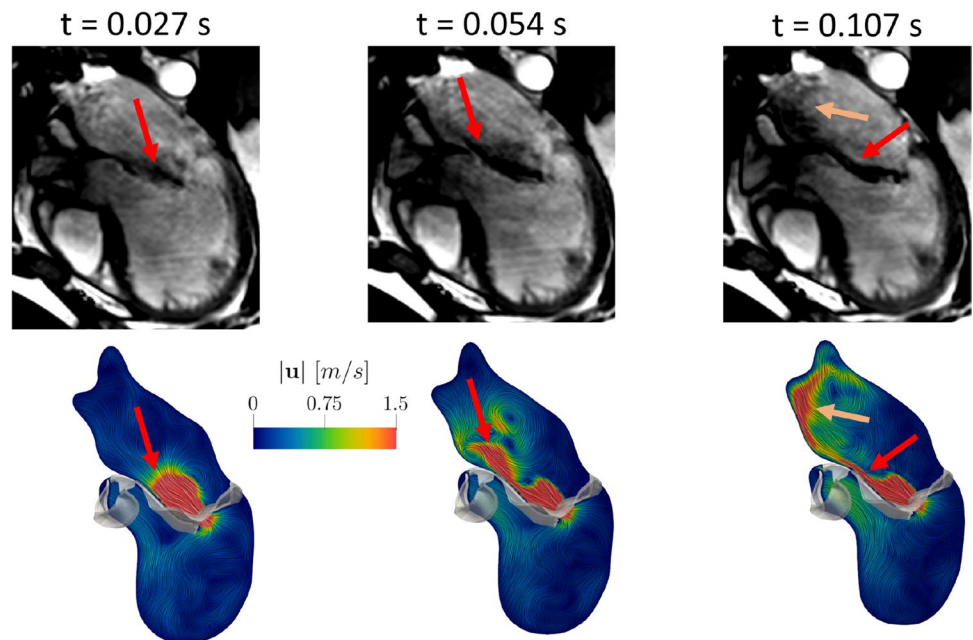 t = 0.027 s
t = 0.054 s
t = 0.107 s
|u| [m/s]
0 0.75 1.5